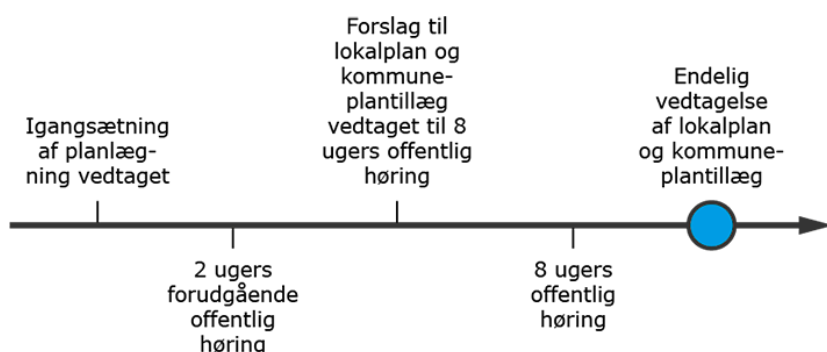 Igangsætning
af planlæg-
ning vedtaget
2 ugers
forudgående
offentlig
høring
Forslag til
lokalplan og
kommune-
plantillæg
vedtaget til 8
ugers offentlig
høring
8 ugers
offentlig
høring
Endelig
vedtagelse
af lokalplan
og kommune-
plantillæg